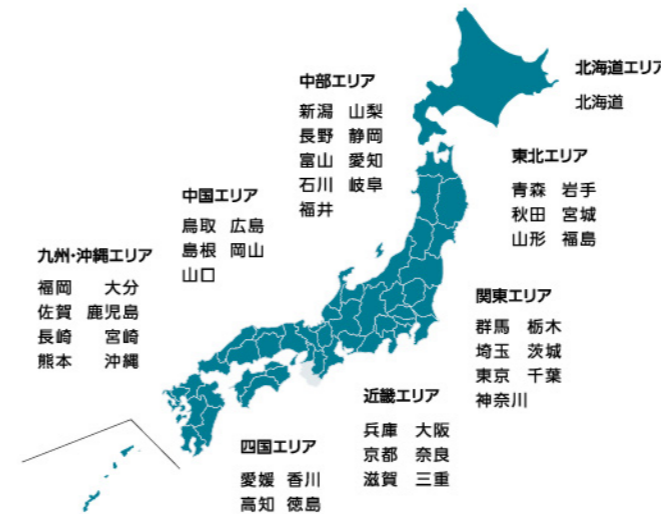 北海道エリア
北海道
東北エリア
青森 岩手
秋田 宮城
山形 福島
関東エリア
群馬 栃木
埼玉 茨城
東京 千葉
神奈川
中部エリア
新潟 山梨
長野 静岡
富山 愛知
石川 岐阜
福井
近畿エリア
兵庫 大阪
京都 奈良
滋賀 三重
中国エリア
鳥取 広島
島根 岡山
山口
四国エリア
愛媛 香川
高知 徳島
九州・沖縄エリア
福岡 大分
佐賀 鹿児島
長崎 宮崎
熊本 沖縄